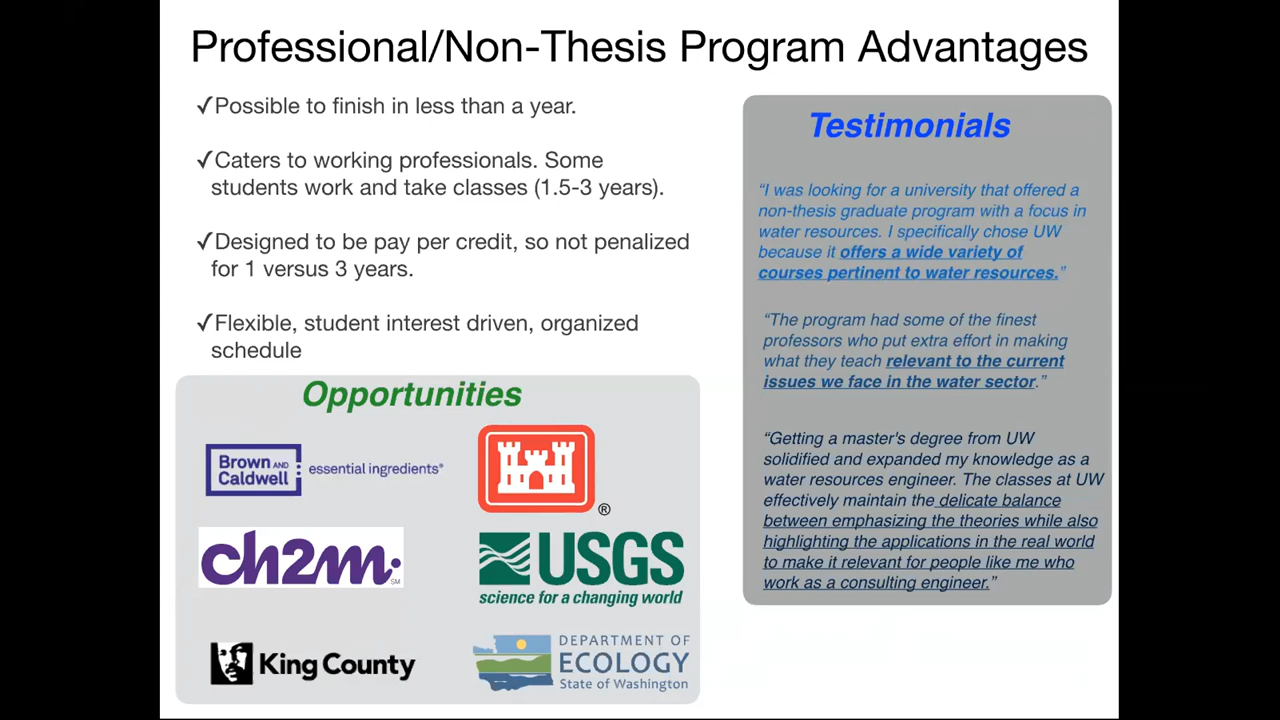 Professional/Non-Thesis Program Advantages
✓Possible to finish in less than a year.
✓Caters to working professionals. Some
students work and take classes (1.5-3 years).
✓Designed to be pay per credit, so not penalized
for 1 versus 3 years.
✓Flexible, student interest driven, organized
schedule
Opportunities
Brown AND
Caldwell
essential ingredients®
®
ch2m.
SM
USGS
science for a changing world
King County
DEPARTMENT OF
ECOLOGY
State of Washington
Testimonials
“I was looking for a university that offered a
non-thesis graduate program with a focus in
water resources. I specifically chose UW
because it offers a wide variety of
courses pertinent to water resources.”
“The program had some of the finest
professors who put extra effort in making
what they teach relevant to the current
issues we face in the water sector.”
“Getting a master's degree from UW
solidified and expanded my knowledge as a
water resources engineer. The classes at UW
effectively maintain the delicate balance
between emphasizing the theories while also
highlighting the applications in the real world
to make it relevant for people like me who
work as a consulting engineer.”